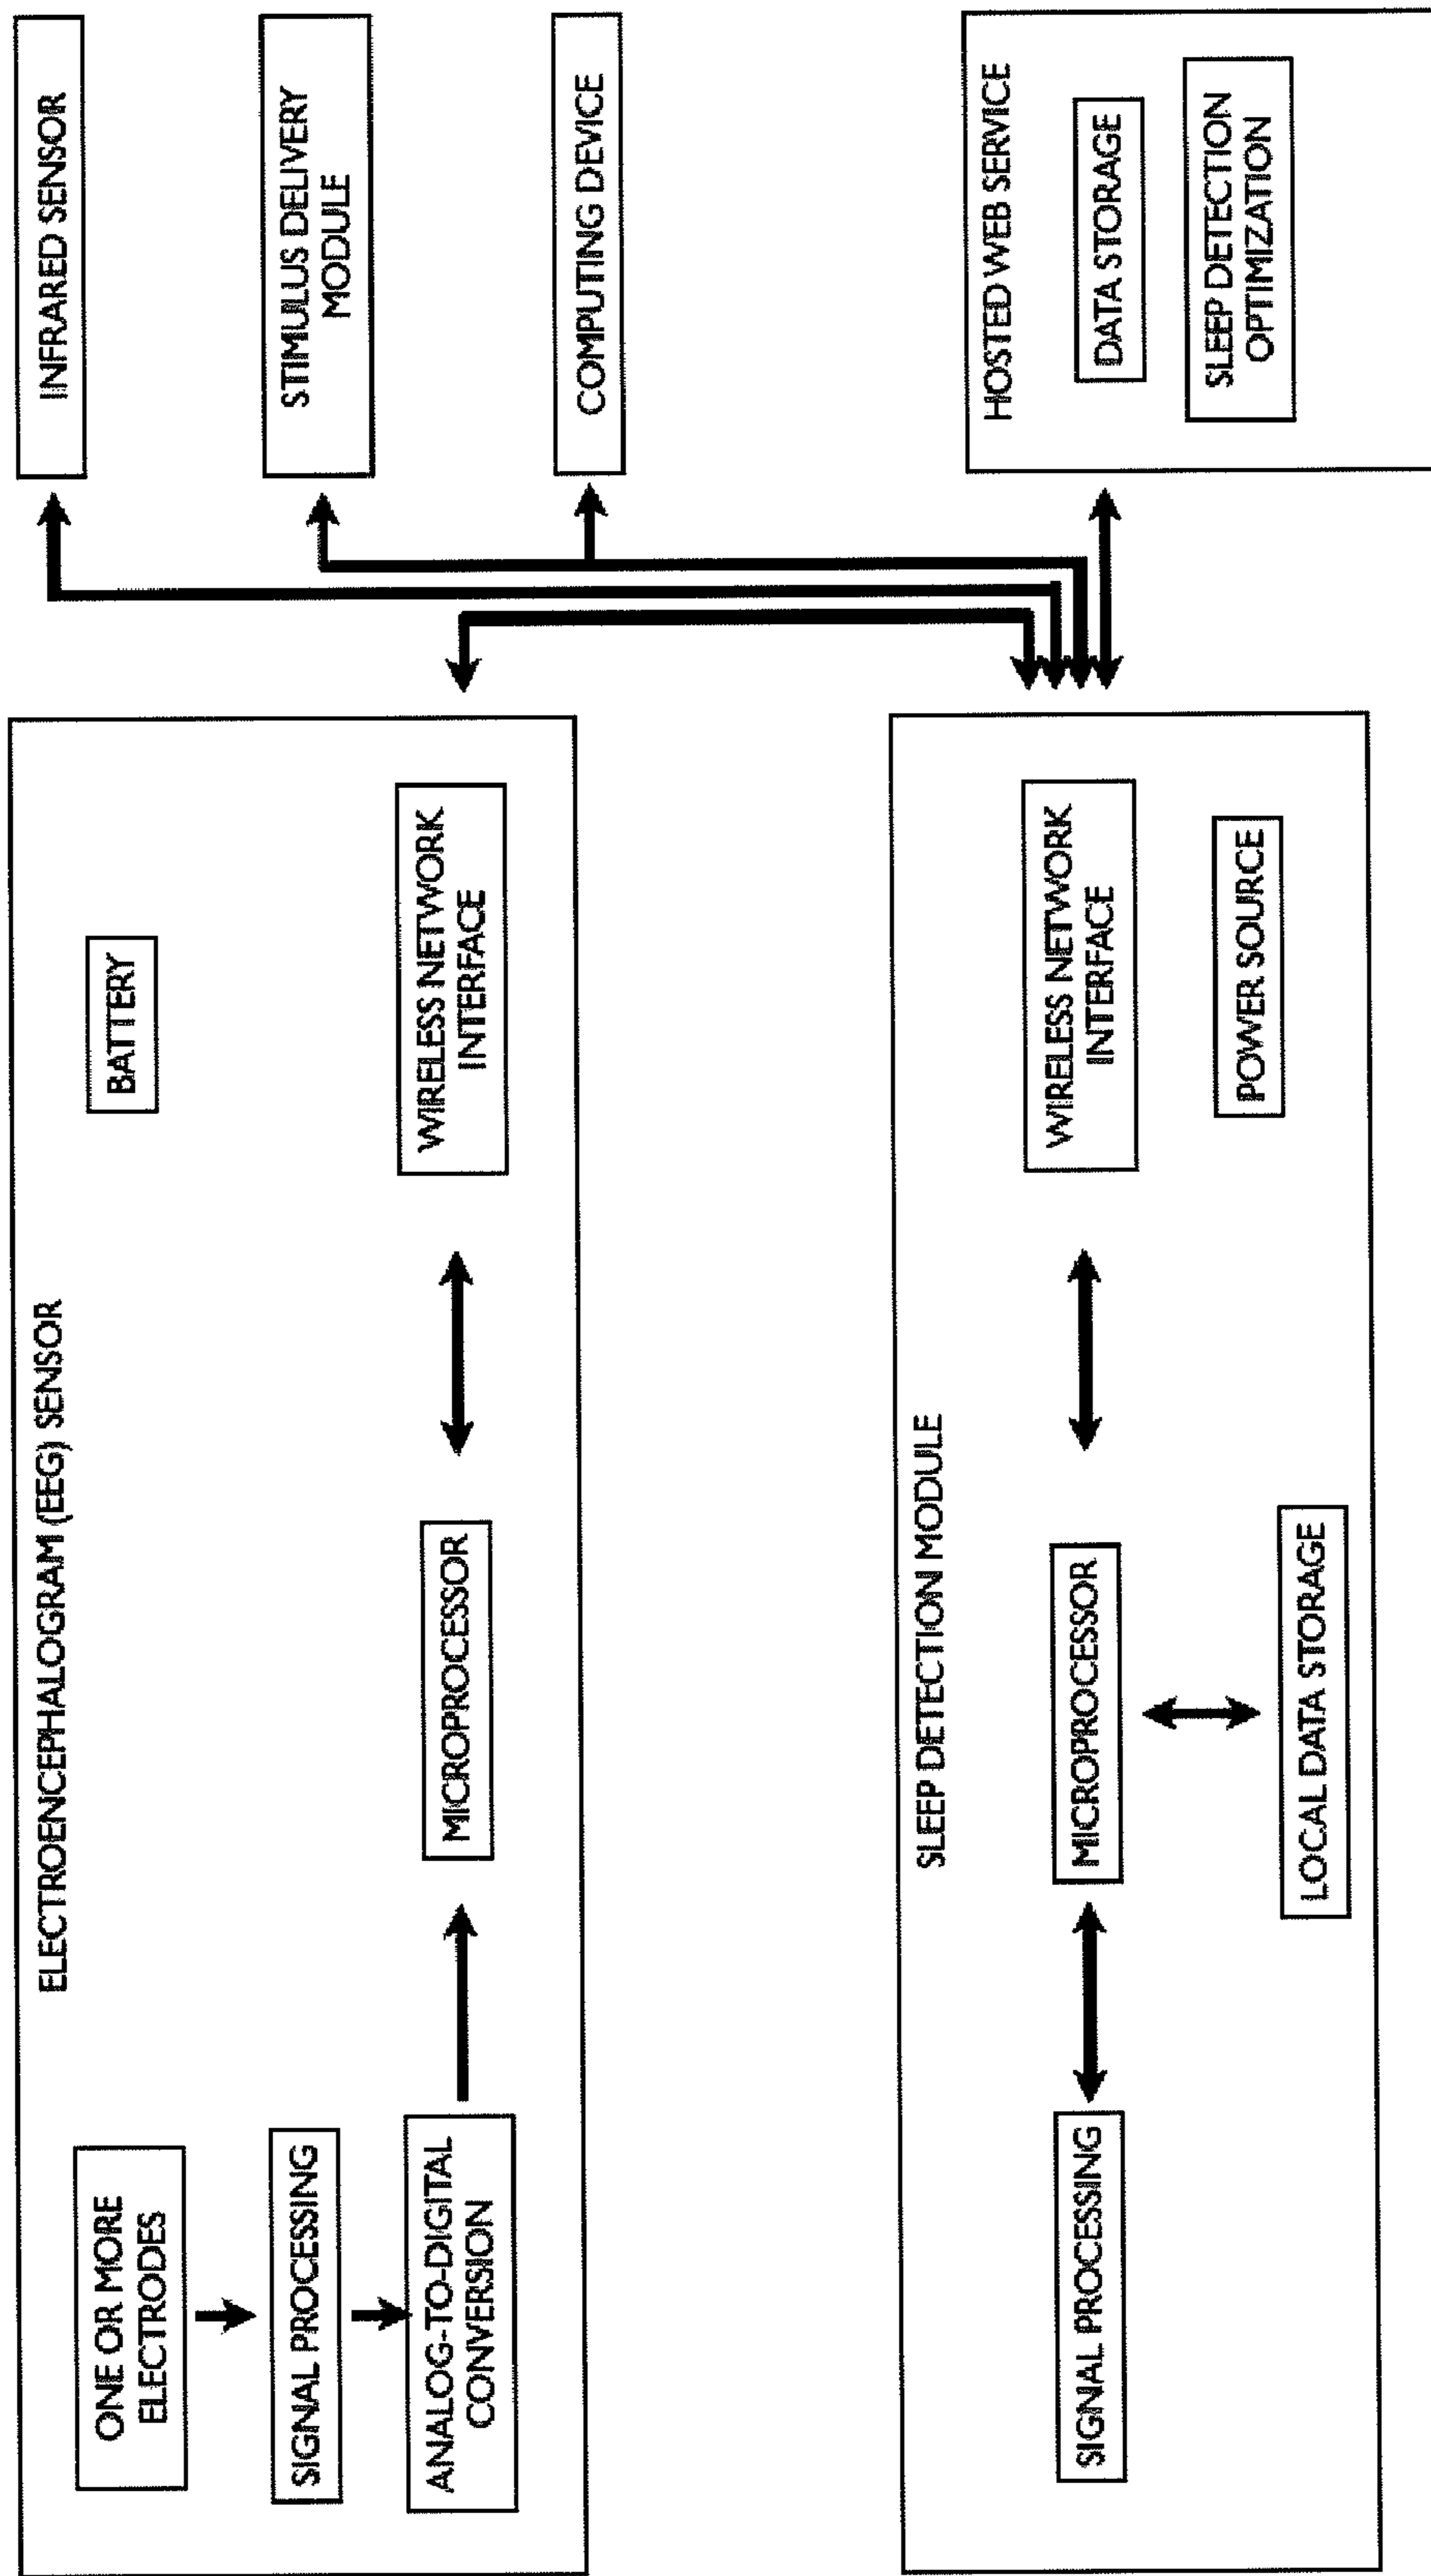 ELECTROENCEPHALOGRAM (EEG) SENSOR
ONE OR MORE
ELECTRODES
SIGNAL PROCESSING
ANALOG-TO-DIGITAL
CONVERSION
MICROPROCESSOR
BATTERY
WIRELESS NETWORK
INTERFACE
SLEEP DETECTION MODULE
SIGNAL PROCESSING
MICROPROCESSOR
LOCAL DATA STORAGE
WIRELESS NETWORK
INTERFACE
POWER SOURCE
INFRARED SENSOR
STIMULUS DELIVERY
MODULE
COMPUTING DEVICE
HOSTED WEB SERVICE
DATA STORAGE
SLEEP DETECTION
OPTIMIZATION